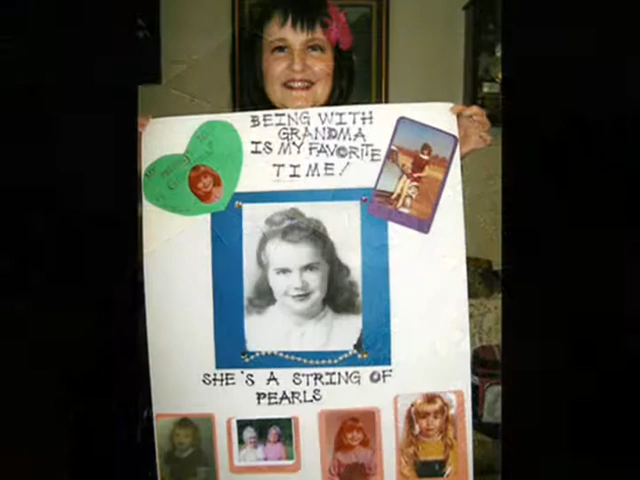 BEING WITH
GRANDMA
IS MY FAVORITE
TIME!
SHE'S A STRING OF
PEARLS